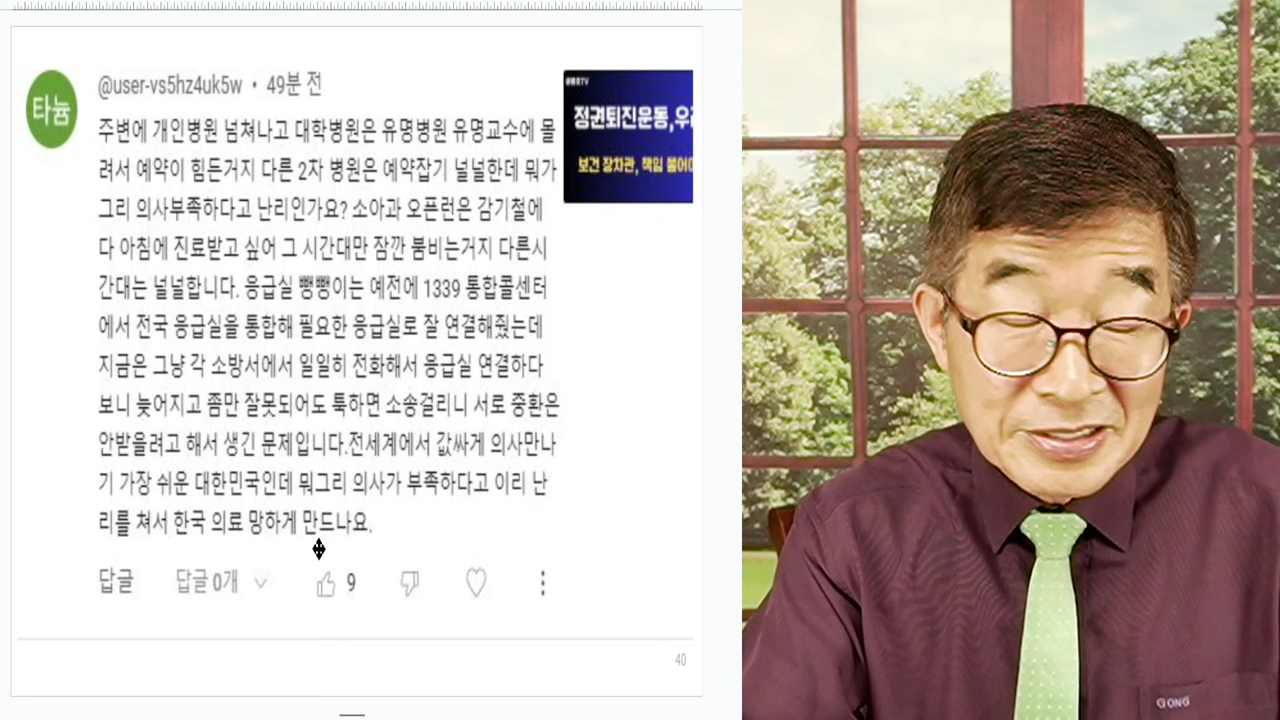 타늄
@user-vs5hz4uk5w • 49분 전
주변에 개인병원 넘쳐나고 대학병원은 유명병원 유명교수에 몰
려서 예약이 힘든거지 다른 2차 병원은 예약잡기 널널한데 뭐가
그리 의사부족하다고 난리인가요? 소아과 오픈런은 감기철에
다 아침에 진료받고 싶어 그 시간대만 잠깐 붐비는거지 다른시
간대는 널널합니다. 응급실 뺑뺑이는 예전에 1339 통합콜센터
에서 전국 응급실을 통합해 필요한 응급실로 잘 연결해줬는데
지금은 그냥 각 소방서에서 일일히 전화해서 응급실 연결하다
보니 늦어지고 좀만 잘못되어도 툭하면 소송걸리니 서로 중환은
안받을려고 해서 생긴 문제입니다.전세계에서 값싸게 의사만나
기 가장 쉬운 대한민국인데 뭐그리 의사가 부족하다고 이리 난
리를 쳐서 한국 의료 망하게 만드나요.
답글 답글 0개 9
정권퇴진운동,우리
보건 장차관, 책임
40
GONG